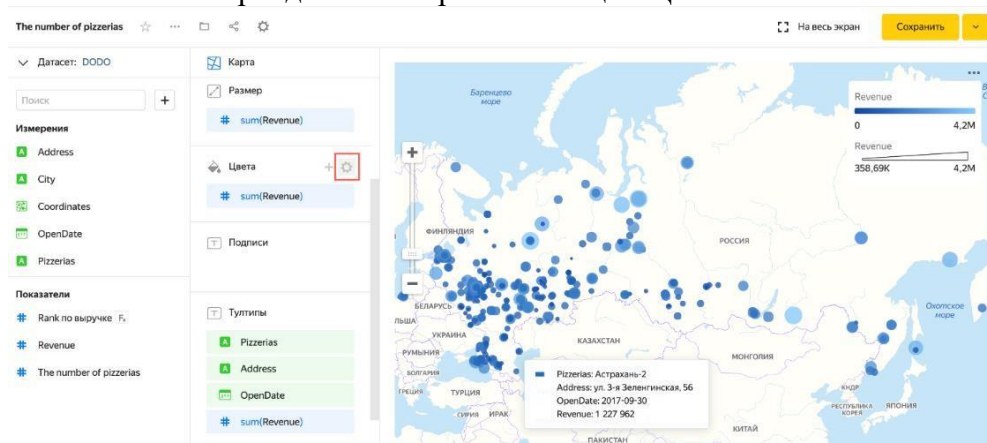 The number of pizzerias
На весь экран
Сохранить
Датасет: DODO
Поиск
Измерения
Address
City
Coordinates
OpenDate
Pizzerias
Показатели
Rank по выручке
Revenue
The number of pizzerias
Карта
Размер
# sum(Revenue)
Цвета
# sum(Revenue)
Подписи
Тултипы
Pizzerias
Address
OpenDate
# sum(Revenue)
Баренцево
море
Revenue
0 4,2M
Revenue
358,69K 4,2M
ФИНЛЯНДИЯ
РОССИЯ
БЕЛАРУСЬ
ЛЬША
УКРАИНА
РУМЫНИЯ
БОЛГАРИЯ
ГРЕЦИЯ
ТУРЦИЯ
СИРИЯ
ИРАК
КАЗАХСТАН
МОНГОЛИЯ
Охотское
море
КНДР
РЕСПУБЛИКА
КОРЕЯ
ЯПОНИЯ
КИТАЙ
ПАКИСТАН
Pizzerias: Астрахань-2
Address: ул. 3-я Зеленгинская, 56
OpenDate: 2017-09-30
Revenue: 1 227 962